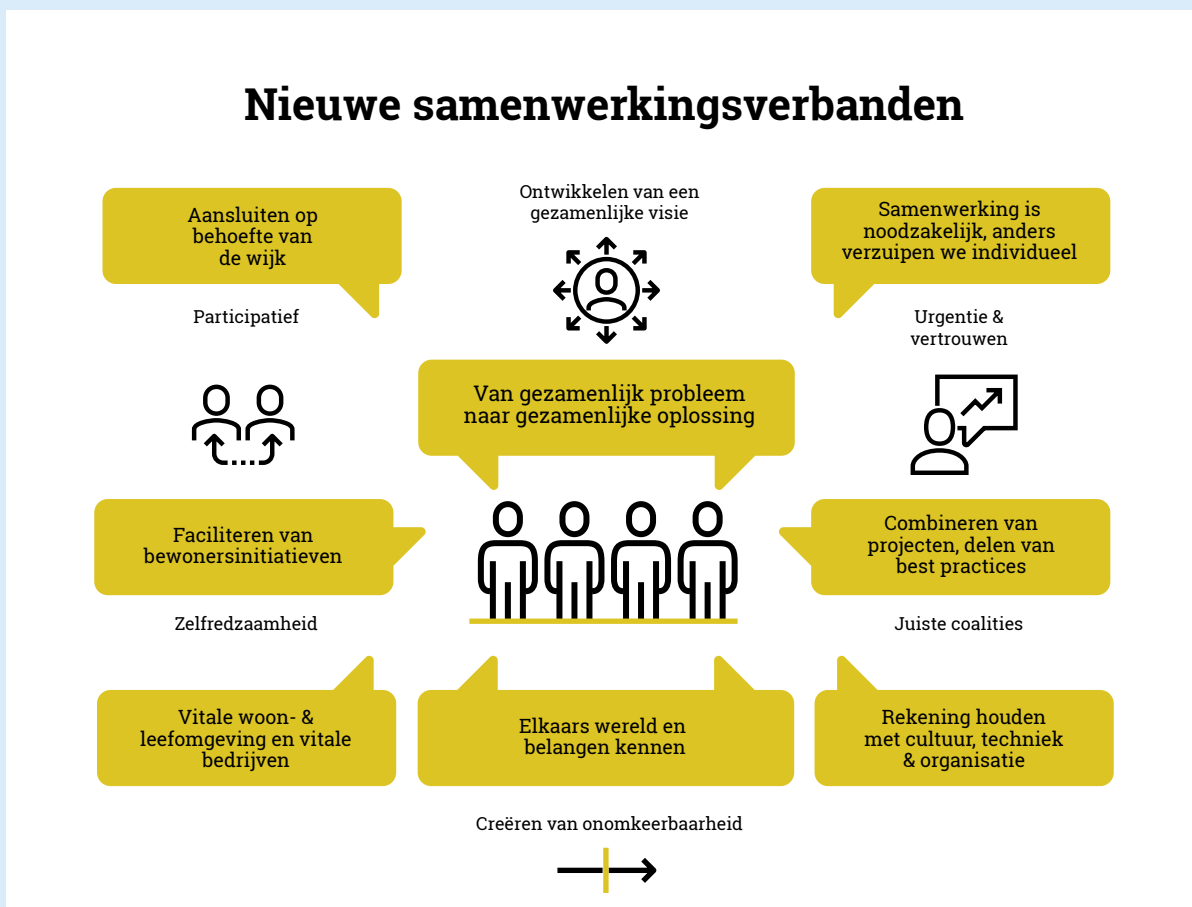 Nieuwe samenwerkingsverbanden
Aansluiten op
behoefte van
de wijk
Ontwikkelen van een
gezamenlijke visie
Samenwerking is
noodzakelijk, anders
verzuipen we individueel
Participatief
Urgentie &
vertrouwen
Van gezamenlijk probleem
naar gezamenlijke oplossing
Faciliteren van
bewonersinitiatieven
Combineren van
projecten, delen van
best practices
Zelfredzaamheid
Juiste coalities
Vitale woon- &
leefomgeving en vitale
bedrijven
Elkaars wereld en
belangen kennen
Rekening houden
met cultuur, techniek
& organisatie
Creëren van onomkeerbaarheid